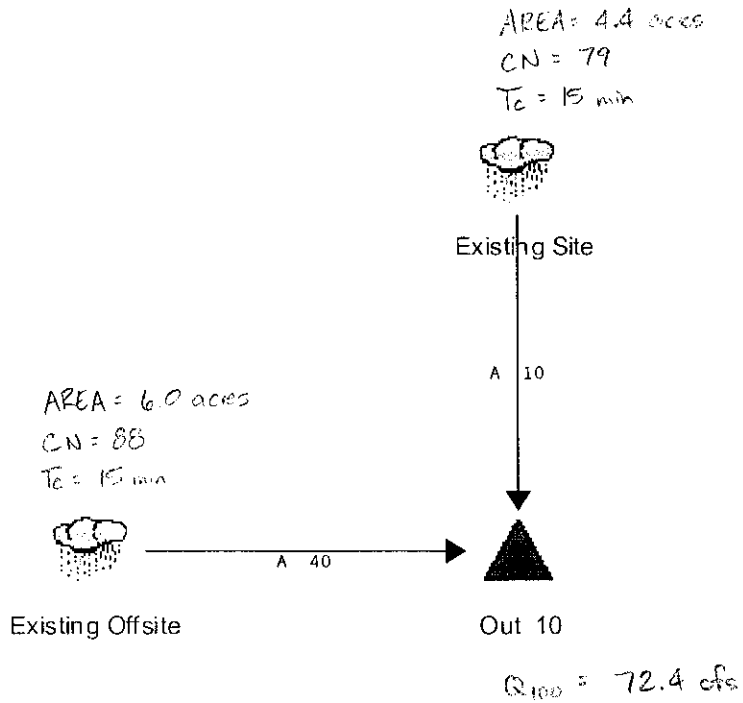 AREA = 4.4 acres
CN = 79
Tc = 15 min
Existing Site
A 10
AREA = 6.0 acres
CN = 88
Tc = 15 min
A 40
Existing Offsite
Out 10
Q100 = 72.4 cfs